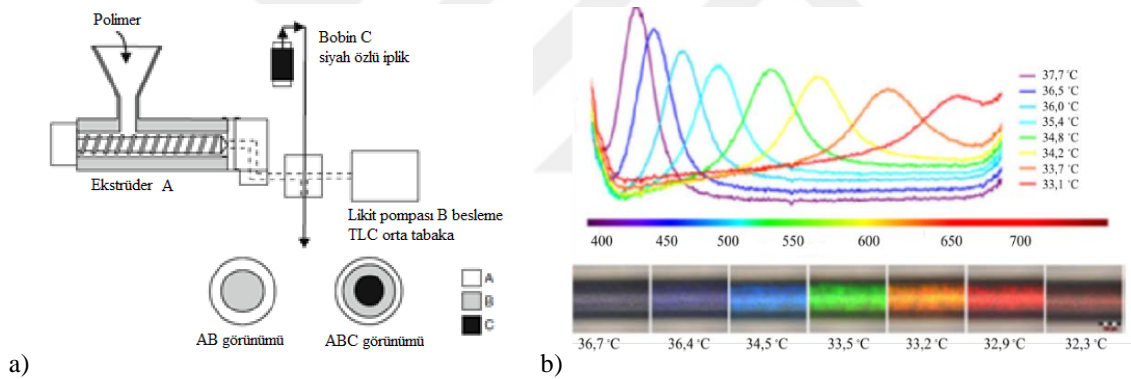 Polimer
Bobin C
siyah özlü iplik
Ekstrüder A
Likit pompası B besleme
TLC orta tabaka
A
B
C
AB görünümü
ABC görünümü
a)
37,7 °C
36,5 °C
36,0 °C
35,4 °C
34,8 °C
34,2 °C
33,7 °C
33,1 °C
400 450 500 550 600 650 700
36,7 °C 36,4 °C 34,5 °C 33,5 °C 33,2 °C 32,9 °C 32,3 °C
b)